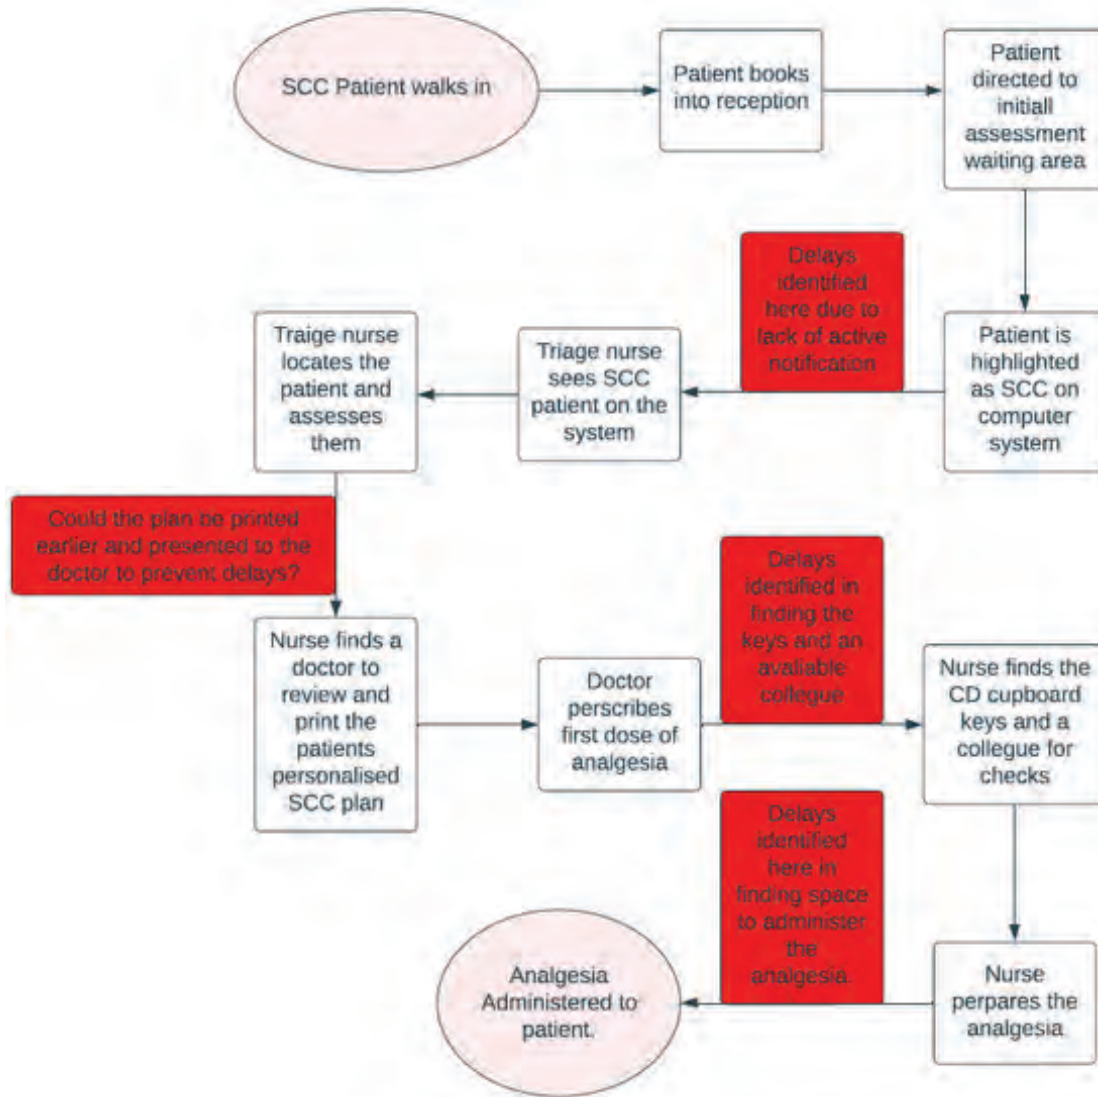 SCC Patient walks in
Patient books
into reception
Patient
directed to
initiall
assessment
waiting area
Delays
identified
here due to
lack of active
notification
Patient is
highlighted
as SCC on
computer
system
Triage nurse
sees SCC
patient on the
system
Traige nurse
locates the
patient and
assesses
them
Could the plan be printed
earlier and presented to the
doctor to prevent delays?
Nurse finds a
doctor to
review and
print the
patients
personalised
SCC plan
Doctor
perscribes
first dose of
analgesia
Delays
identified in
finding the
keys and an
avaliable
collegue
Nurse finds the
CD cupboard
keys and a
collegue for
checks
Nurse
perpares the
analgesia
Delays
identified
here in
finding space
to administer
the
analgesia.
Analgesia
Administered to
patient.